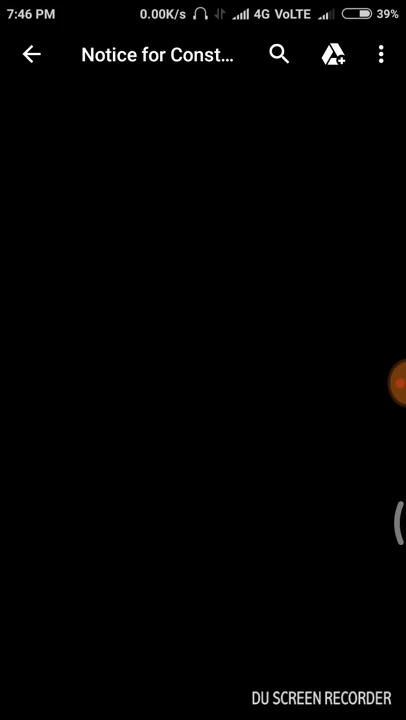 7:46 PM 0.00K/s 4G VoLTE 39%
Notice for Const...
DU SCREEN RECORDER